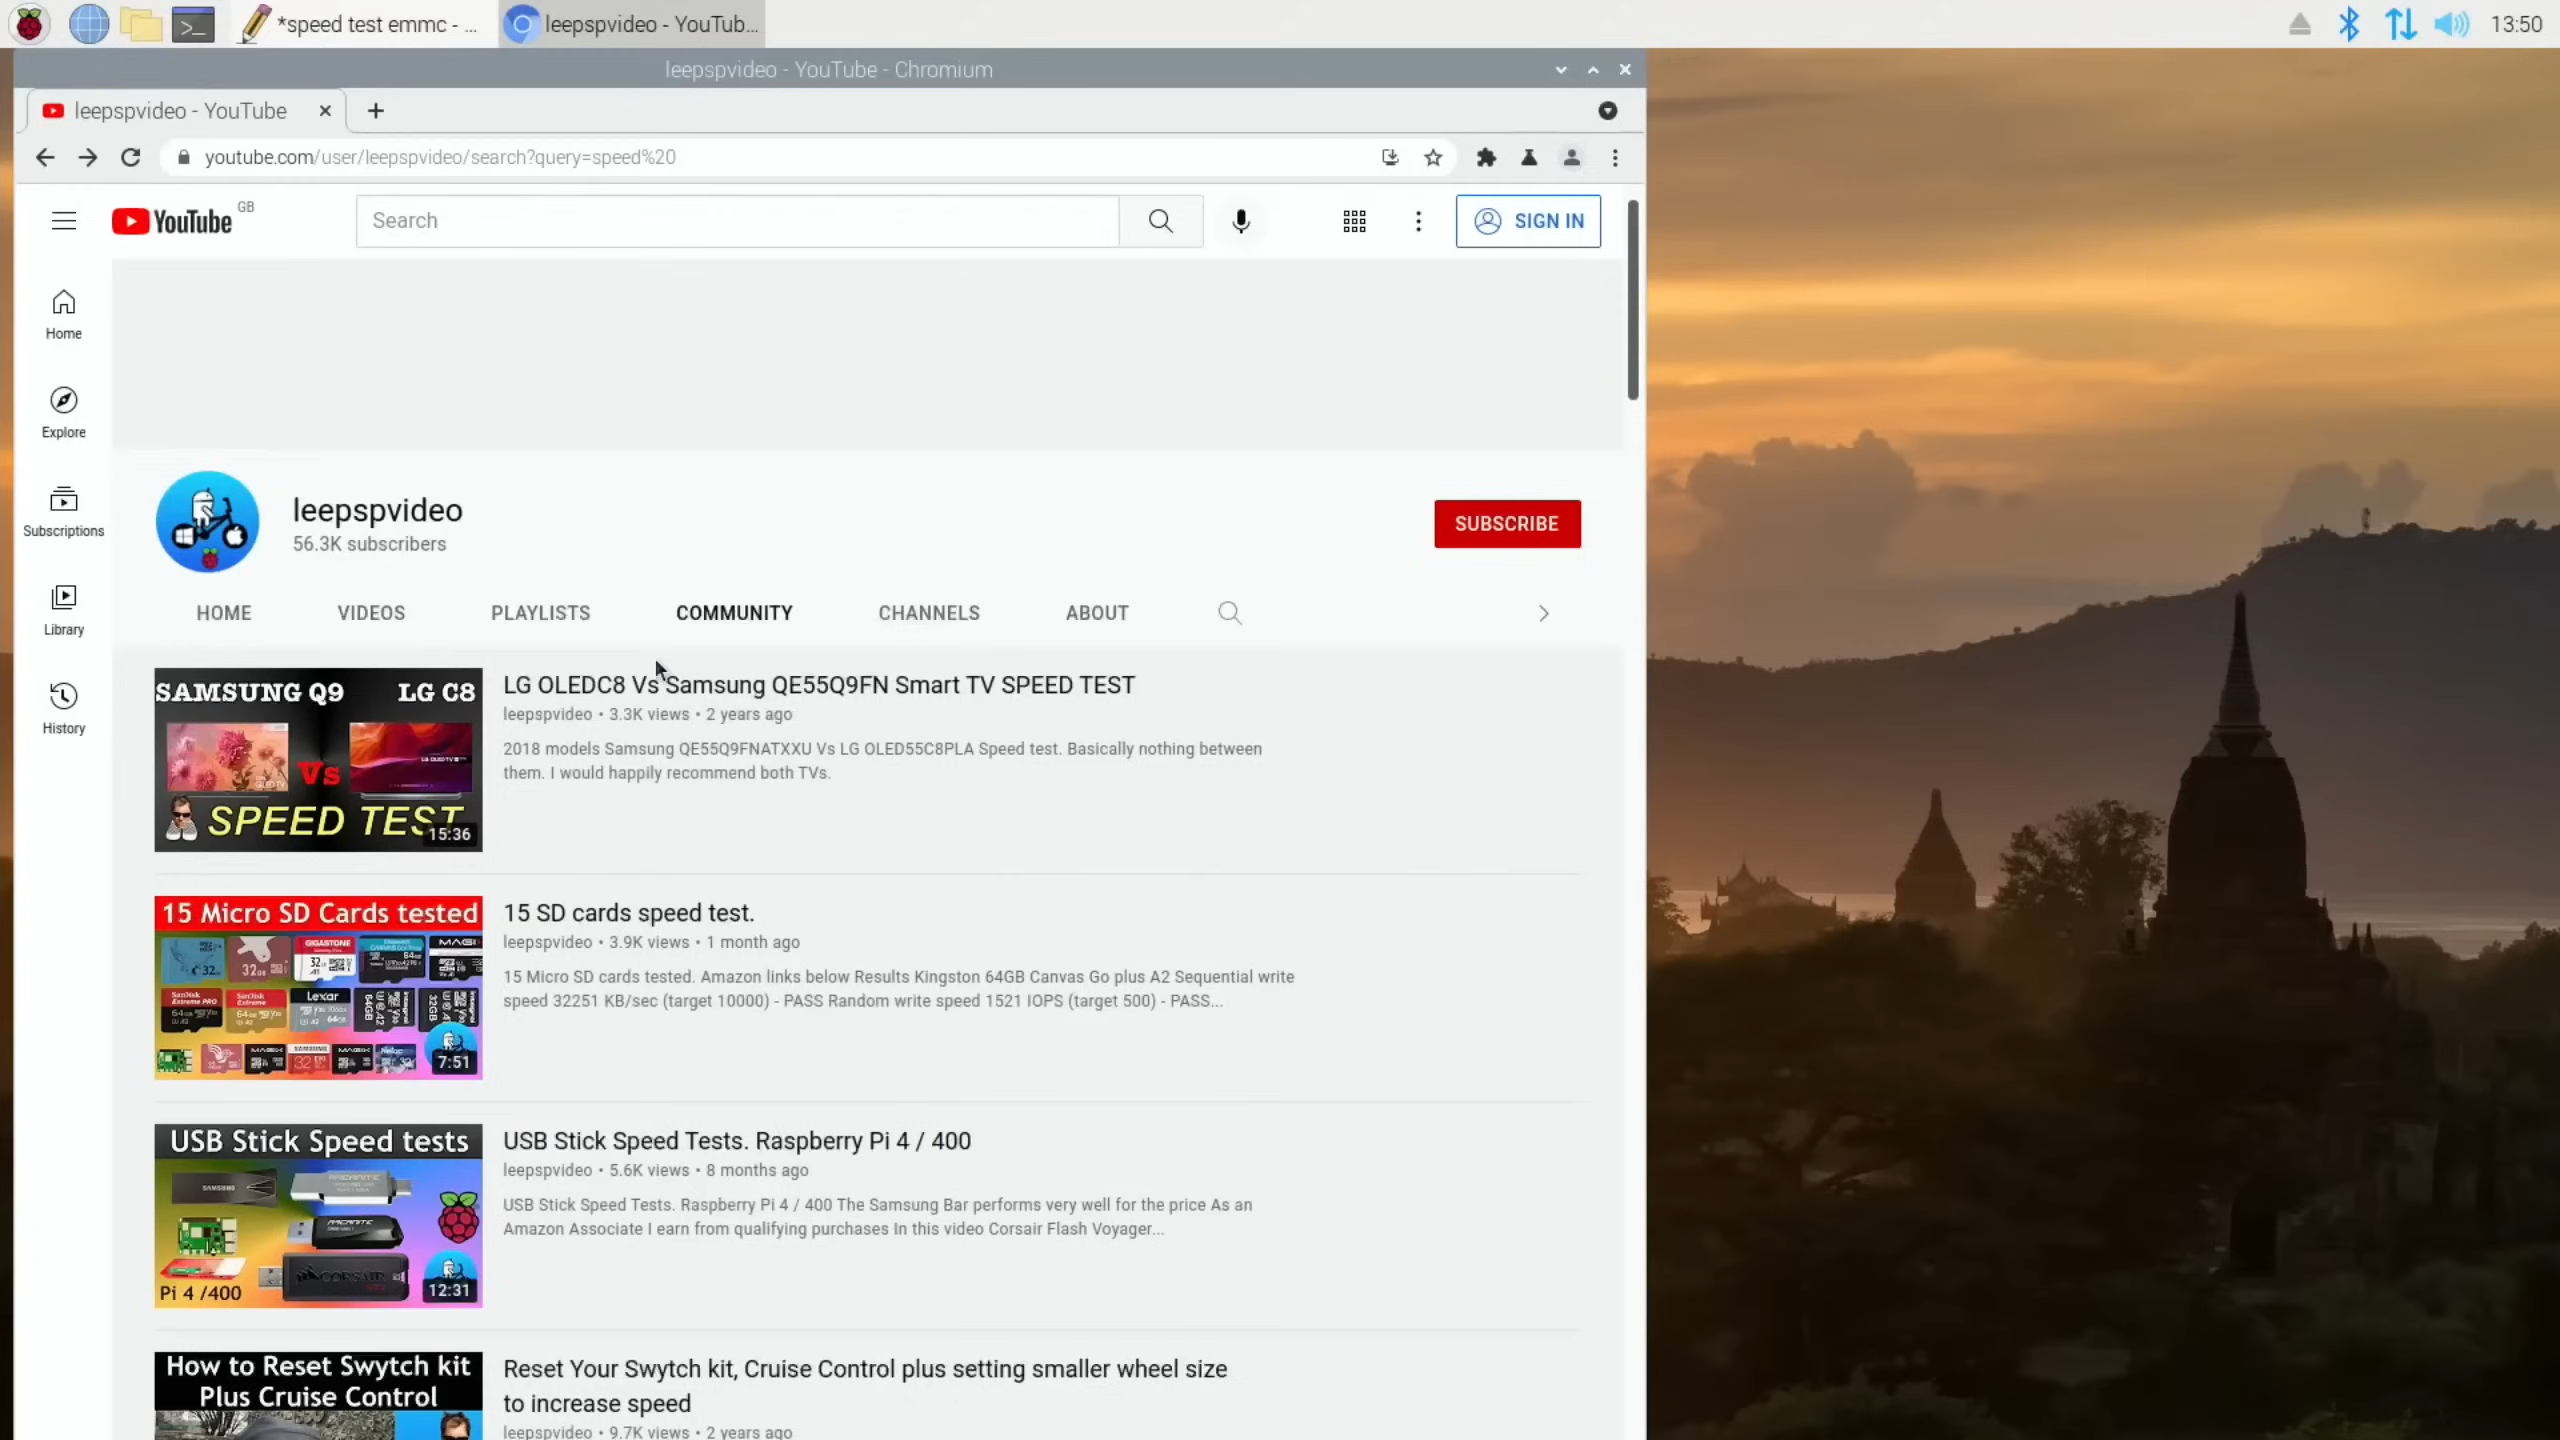 *speed test emmc - ...
leepspvideo - YouTub...
13:50
leepspvideo - YouTube - Chromium
leepspvideo - YouTube
youtube.com/user/leepspvideo/search?query=speed%20
YouTube GB
Search
SIGN IN
Home
Explore
Subscriptions
Library
History
leepspvideo
56.3K subscribers
SUBSCRIBE
HOME VIDEOS PLAYLISTS COMMUNITY CHANNELS ABOUT
SAMSUNG Q9 LG C8
Vs
SPEED TEST
15:36
LG OLEDC8 Vs Samsung QE55Q9FN Smart TV SPEED TEST
leepspvideo • 3.3K views • 2 years ago
2018 models Samsung QE55Q9FNATXXU Vs LG OLED55C8PLA Speed test. Basically nothing between
them. I would happily recommend both TVs.
15 Micro SD Cards tested
GIGASTONE
Lexar
7:51
15 SD cards speed test.
leepspvideo • 3.9K views • 1 month ago
15 Micro SD cards tested. Amazon links below Results Kingston 64GB Canvas Go plus A2 Sequential write
speed 32251 KB/sec (target 10000) - PASS Random write speed 1521 IOPS (target 500) - PASS...
USB Stick Speed tests
SAMSUNG
CORSAIR
Pi 4 /400
12:31
USB Stick Speed Tests. Raspberry Pi 4 / 400
leepspvideo • 5.6K views • 8 months ago
USB Stick Speed Tests. Raspberry Pi 4 / 400 The Samsung Bar performs very well for the price As an
Amazon Associate I earn from qualifying purchases In this video Corsair Flash Voyager...
How to Reset Swytch kit
Plus Cruise Control
Reset Your Swytch kit, Cruise Control plus setting smaller wheel size
to increase speed
leepspvideo • 9.7K views • 2 years ago